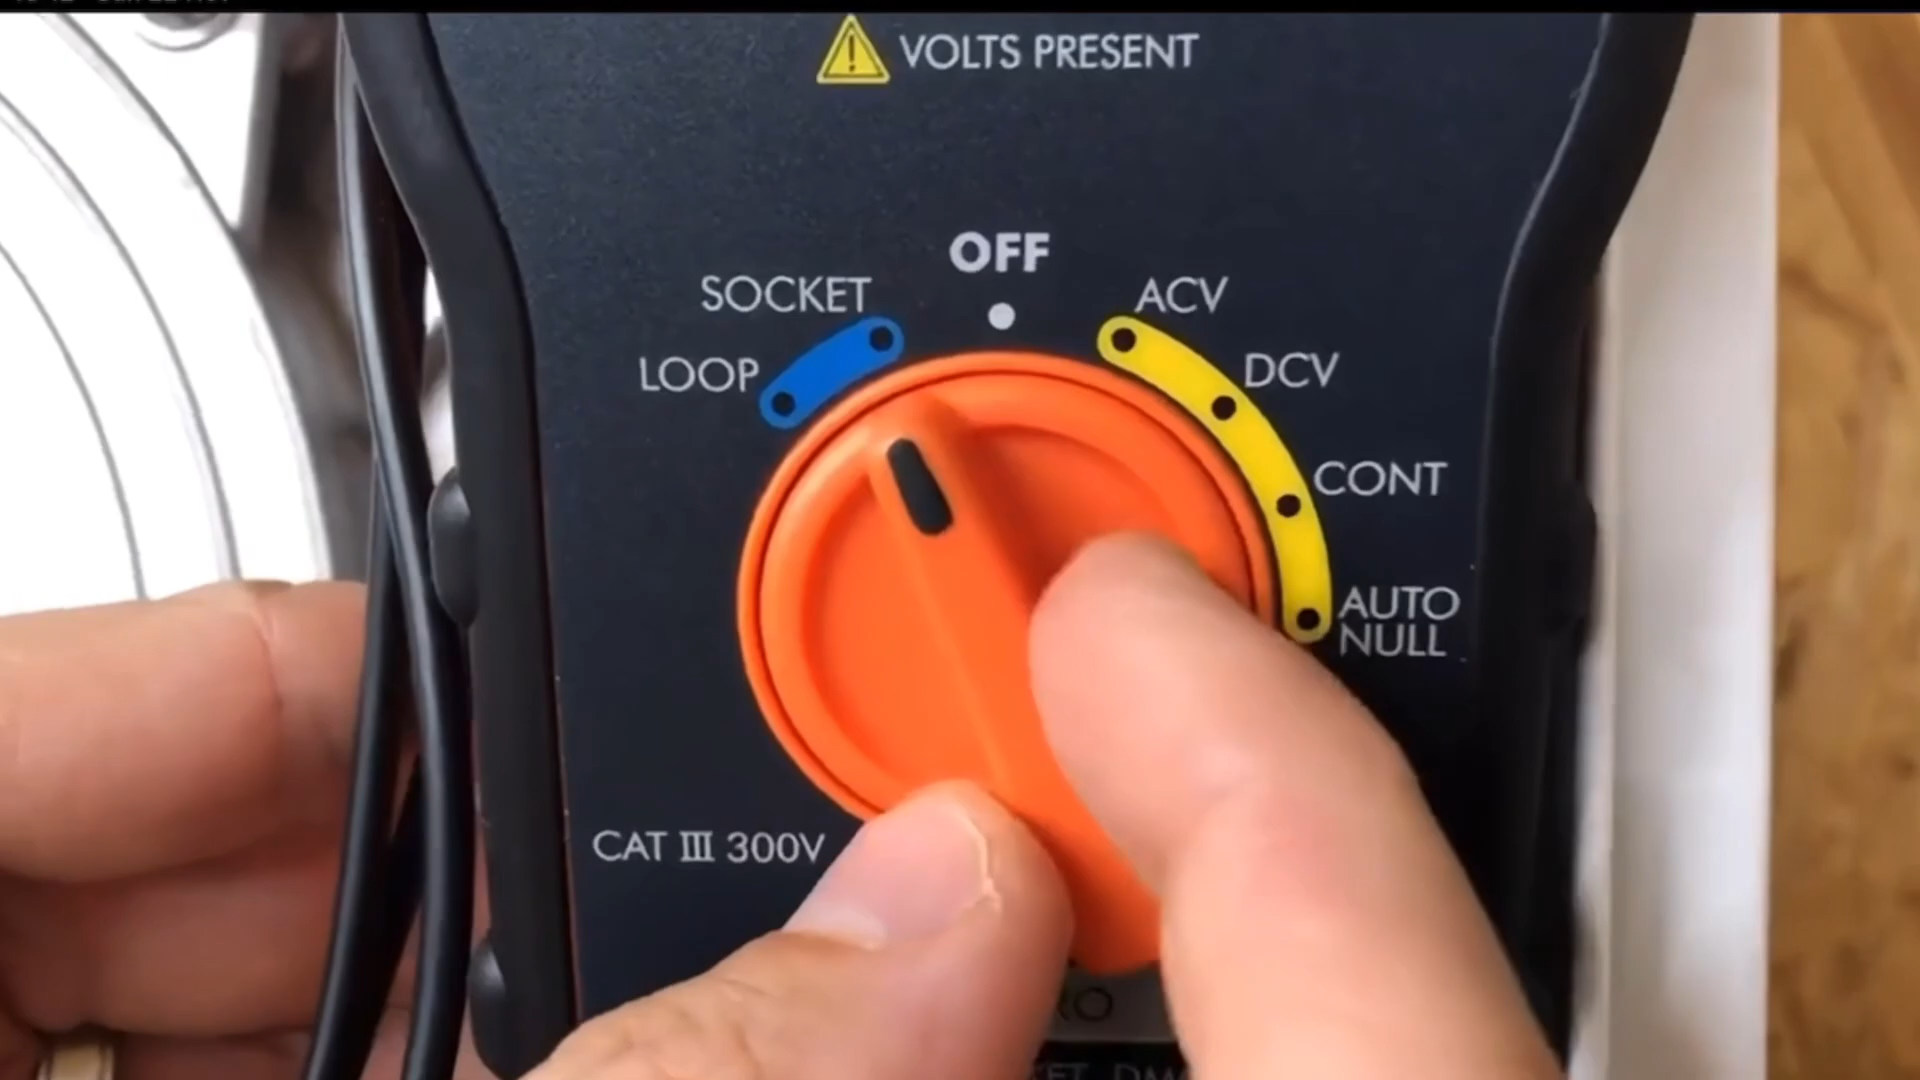 VOLTS PRESENT
OFF
SOCKET
ACV
LOOP
DCV
CONT
AUTO
NULL
CAT III 300V